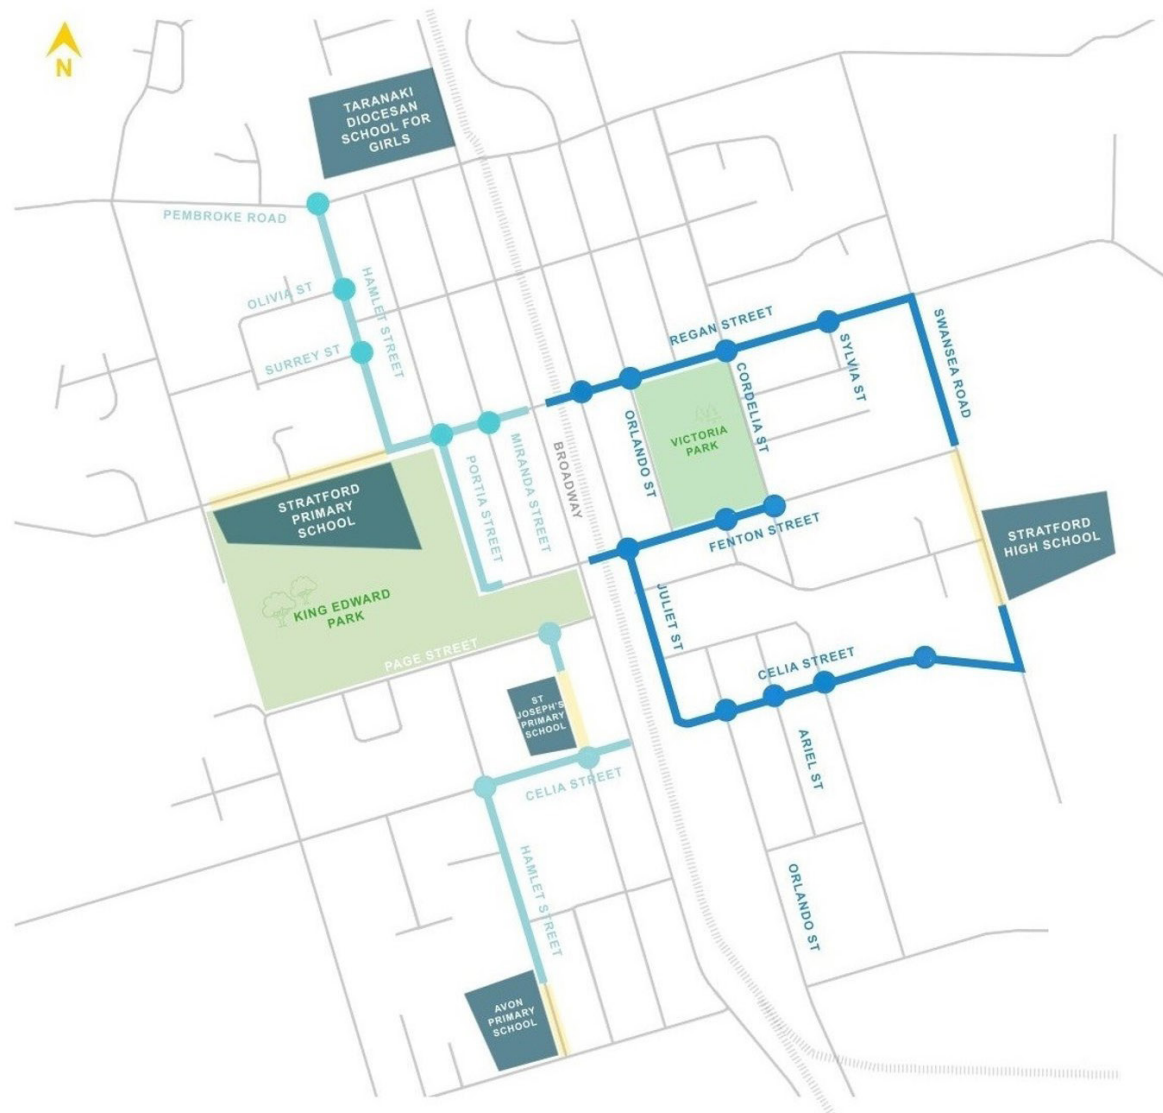 N
TARANAKI
DIOCESAN
SCHOOL FOR
GIRLS
PEMBROKE ROAD
OLIVIA ST
HAMLET STREET
SURREY ST
REGAN STREET
SWANSEA ROAD
SYLVIA ST
CORDELIA ST
ORLANDO ST
VICTORIA
PARK
BROADWAY
MIRANDA STREET
PORTIA STREET
STRATFORD
PRIMARY
SCHOOL
FENTON STREET
STRATFORD
HIGH SCHOOL
KING EDWARD
PARK
JULIET ST
PAGE STREET
CELIA STREET
ST
JOSEPH'S
PRIMARY
SCHOOL
ARIEL ST
CELIA STREET
HAMLET STREET
ORLANDO ST
AVON
PRIMARY
SCHOOL